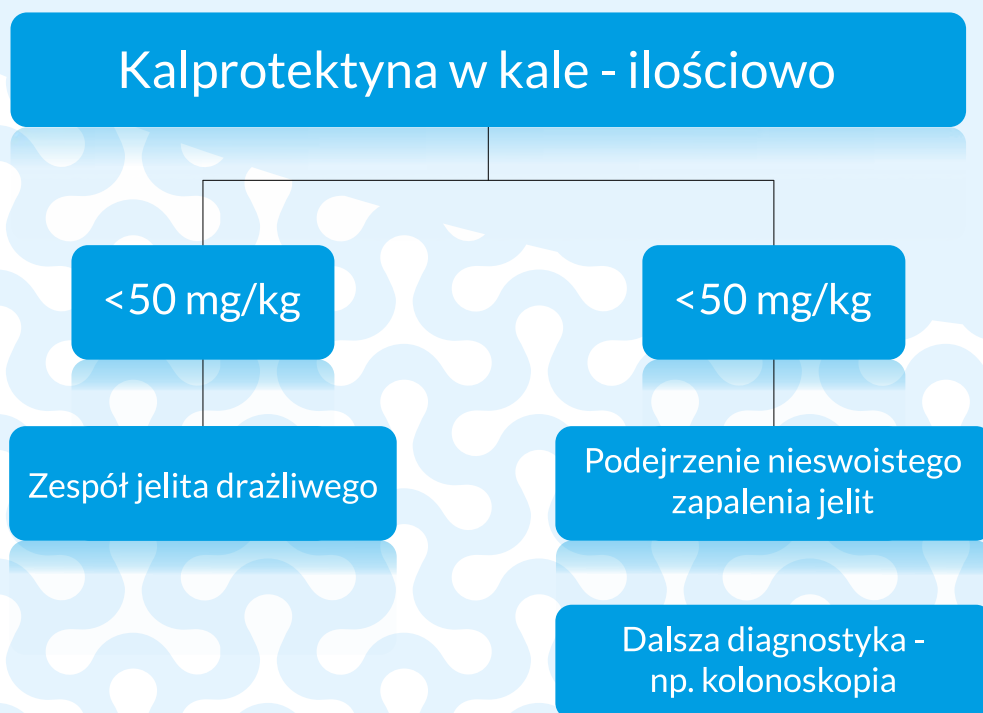 Kalprotektyna w kale - ilościowo
<50 mg/kg
<50 mg/kg
Zespół jelita drażliwego
Podejrzenie nieswoistego
zapalenia jelit
Dalsza diagnostyka -
np. kolonoskopia